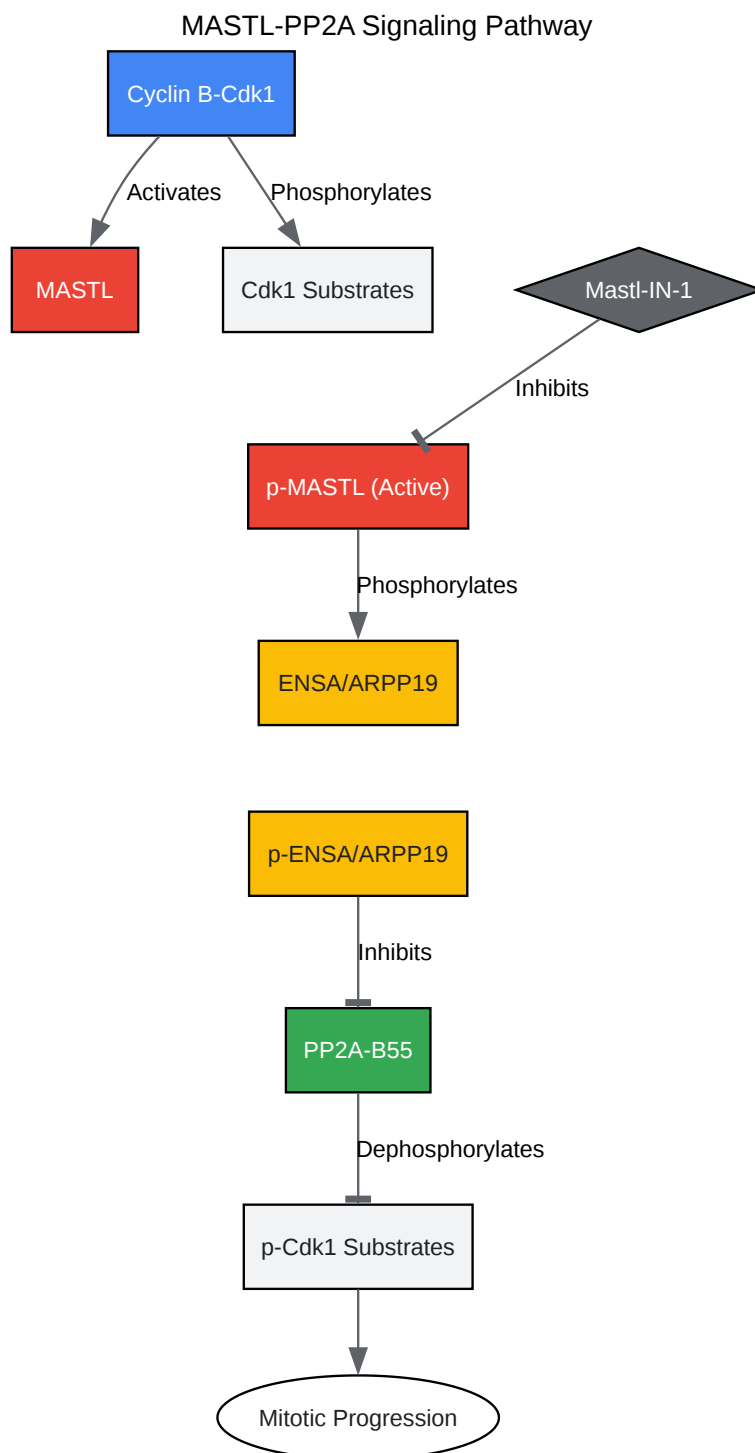 MASTL-PP2A Signaling Pathway
Cyclin B-Cdk1
Activates
Phosphorylates
MASTL
Cdk1 Substrates
Mastl-IN-1
Inhibits
p-MASTL (Active)
Phosphorylates
ENSA/ARPP19
p-ENSA/ARPP19
Inhibits
PP2A-B55
Dephosphorylates
p-Cdk1 Substrates
Mitotic Progression